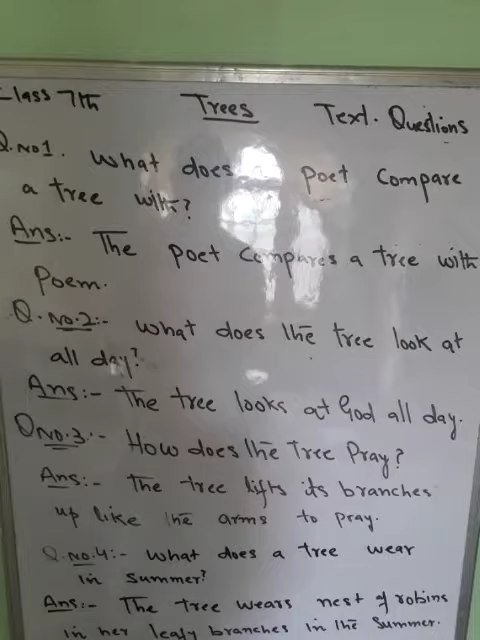 Class 7th Trees Text. Questions
Q.No1. What does poet compare
a tree with?
Ans:- The poet compares a tree with
Poem.
Q.No.2:- What does the tree look at
all day?
Ans:- The tree looks at God all day.
QNo.3:- How does the Tree Pray?
Ans:- The tree lifts its branches
up like the arms to pray.
Q.No.4:- What does a tree wear
in summer?
Ans:- The tree wears nest of robins
in her leafy branches in the summer.